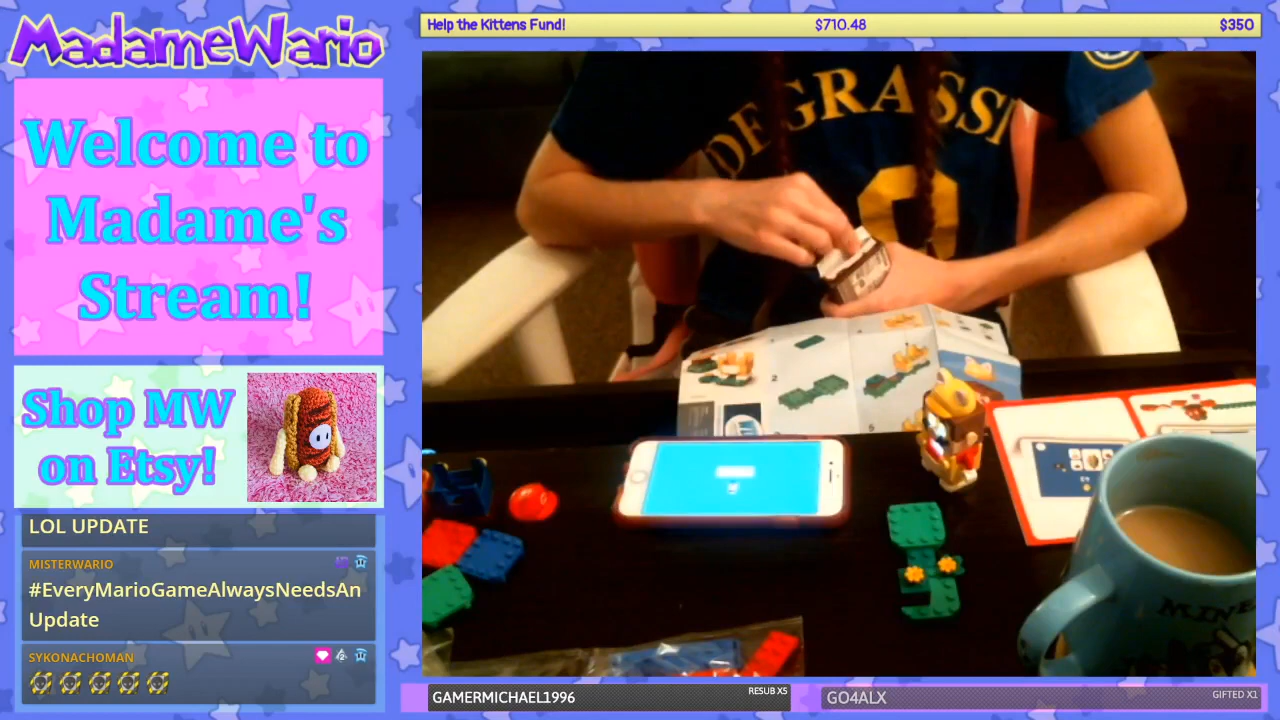 MadameWario
Help the Kittens Fund!
$710.48
$350
Welcome to
Madame's
Stream!
Shop MW
on Etsy!
LOL UPDATE
MISTERWARIO
#EveryMarioGameAlwaysNeedsAn
Update
SYKONACHOMAN
DEGRASSI
2
GAMERMICHAEL1996
RESUB X5
GO4ALX
GIFTED X1